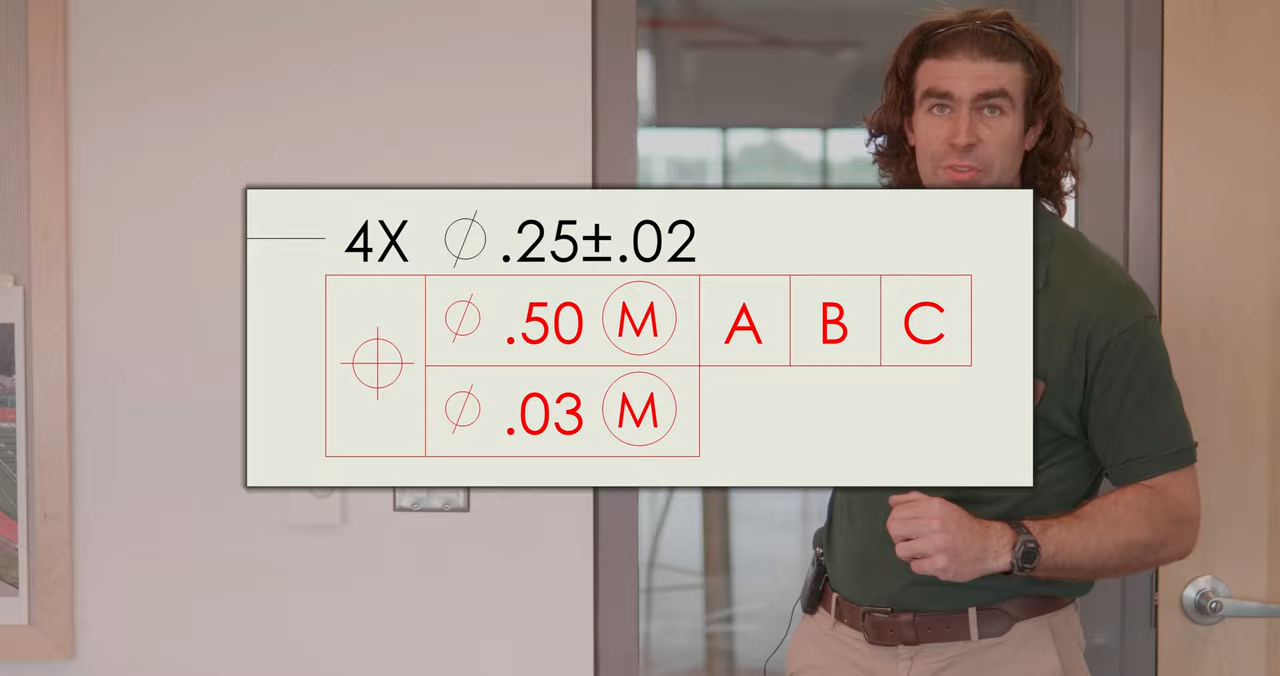 4X ⌀ .25±.02
⌖ ⌀ .50 Ⓜ A B C
⌀ .03 Ⓜ